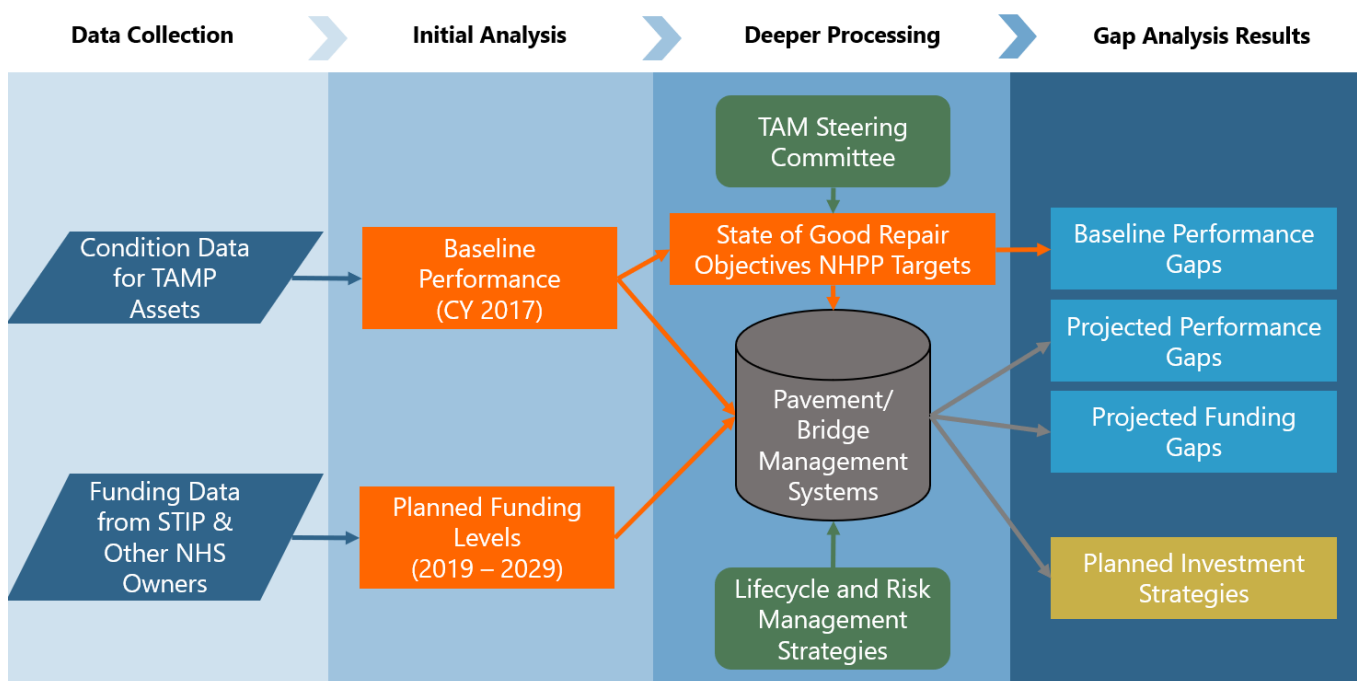 Data Collection
Initial Analysis
Deeper Processing
Gap Analysis Results
Condition Data
for TAMP
Assets
Funding Data
from STIP &
Other NHS
Owners
Baseline
Performance
(CY 2017)
Planned Funding
Levels
(2019 – 2029)
TAM Steering
Committee
State of Good Repair
Objectives NHPP Targets
Pavement/
Bridge
Management
Systems
Lifecycle and Risk
Management
Strategies
Baseline Performance
Gaps
Projected Performance
Gaps
Projected Funding
Gaps
Planned Investment
Strategies